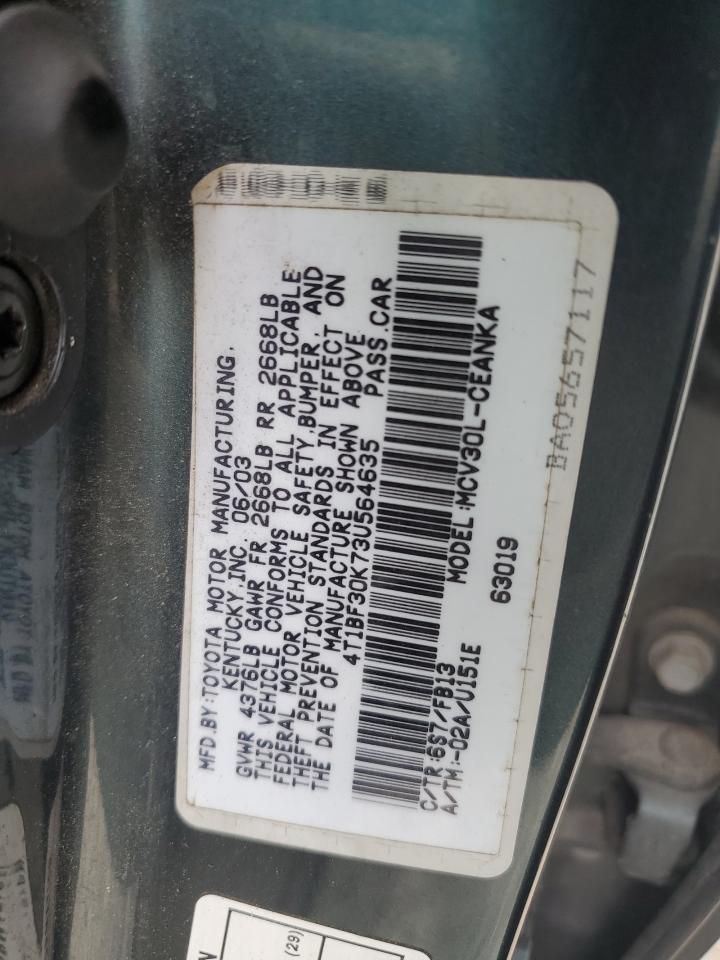 MFD.BY:TOYOTA MOTOR MANUFACTURING,
KENTUCKY,INC. 06/03
GVWR 4376LB GAWR FR 2668LB RR 2668LB
THIS VEHICLE CONFORMS TO ALL APPLICABLE
FEDERAL MOTOR VEHICLE SAFETY,BUMPER, AND
THEFT PREVENTION STANDARDS IN EFFECT ON
THE DATE OF MANUFACTURE SHOWN ABOVE
4T1BF30K73U564635 PASS.CAR
C/TR:6S7/FB13 MODEL:MCV30L-CEANKA
A/TM:-02A/U151E 63019
BA05657117
(29)